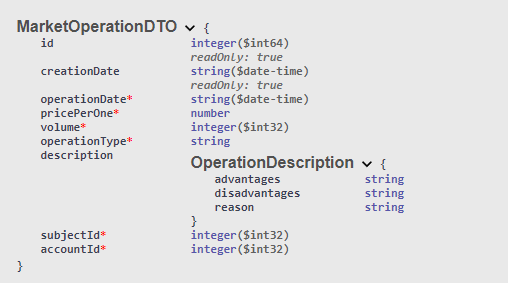 MarketOperationDTO {
id integer($int64)
readOnly: true
creationDate string($date-time)
readOnly: true
operationDate* string($date-time)
pricePerOne* number
volume* integer($int32)
operationType* string
description
OperationDescription {
advantages string
disadvantages string
reason string
}
subjectId* integer($int32)
accountId* integer($int32)
}